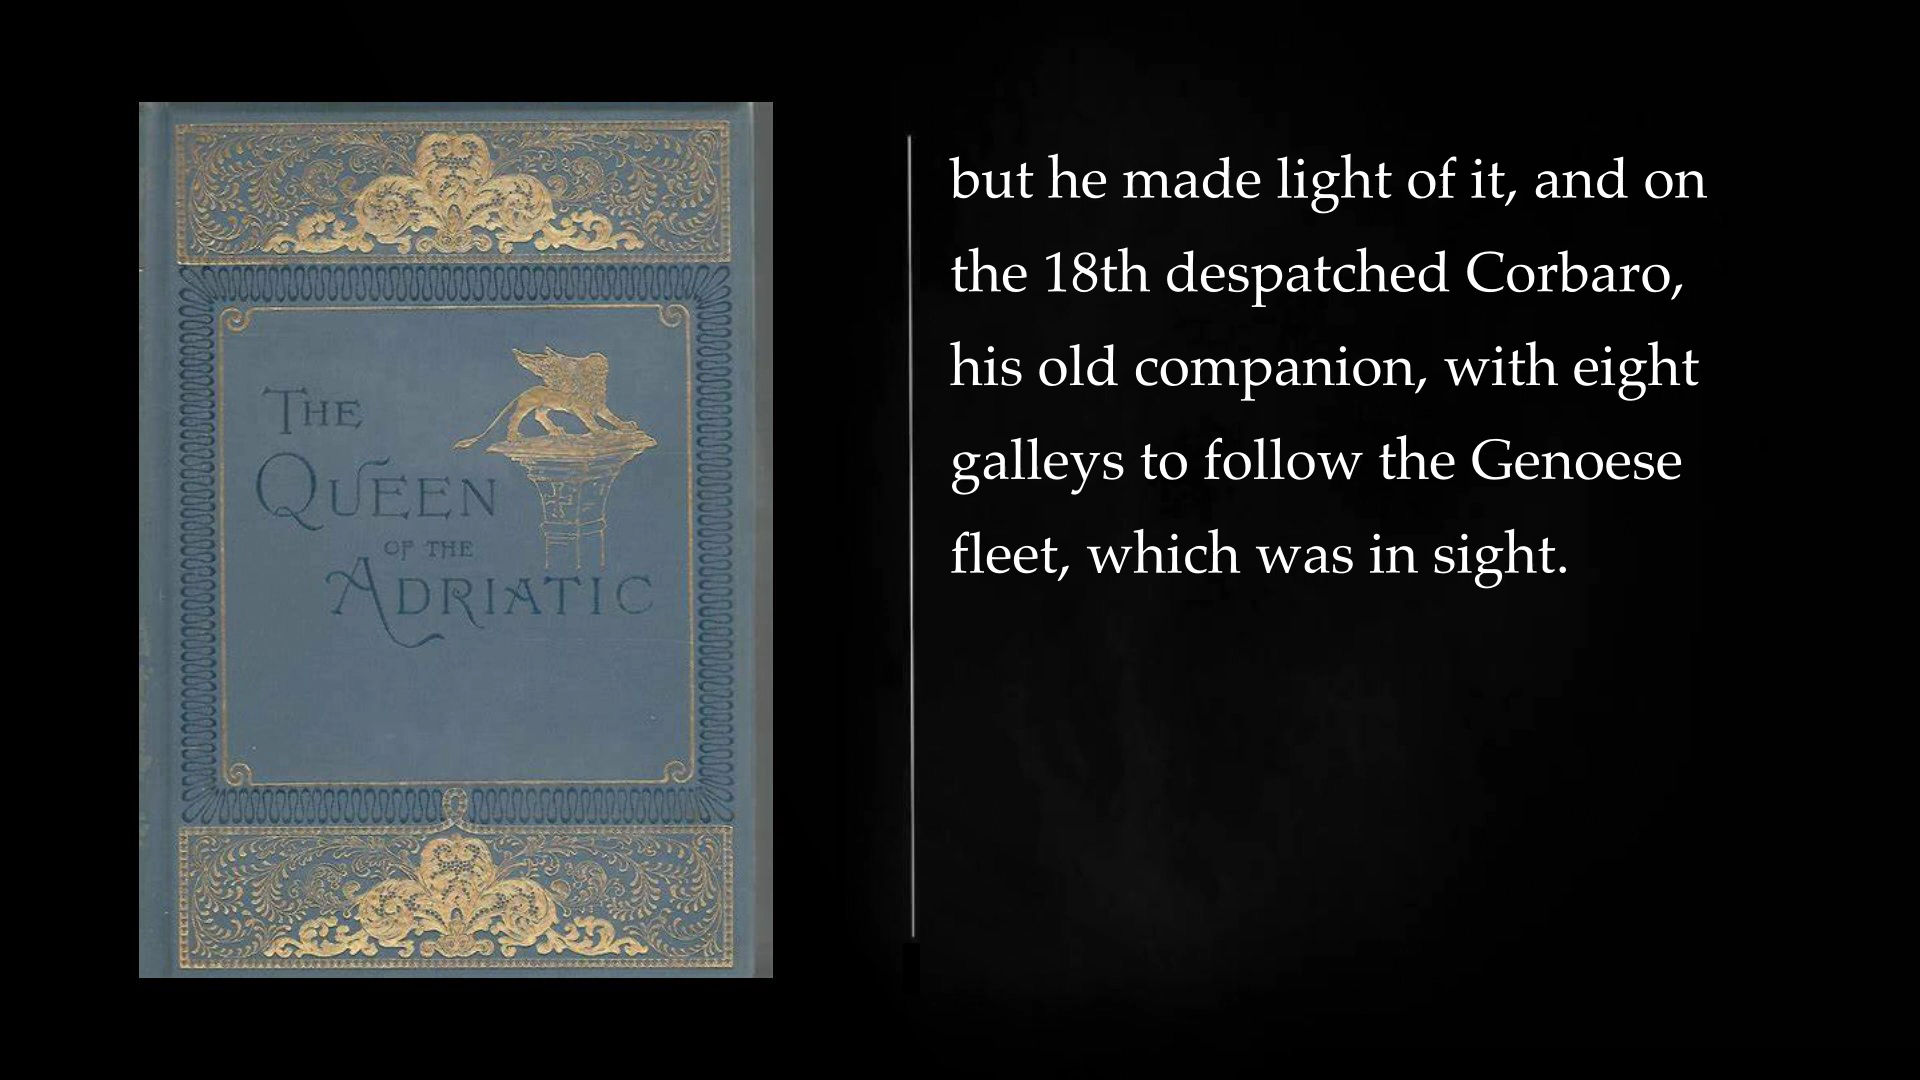 THE
QUEEN
OF THE
ADRIATIC
but he made light of it, and on
the 18th despatched Corbaro,
his old companion, with eight
galleys to follow the Genoese
fleet, which was in sight.